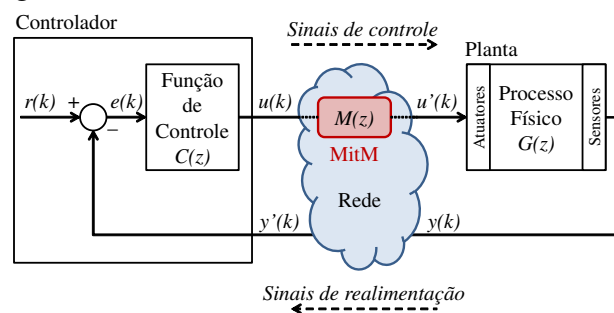 Controlador
Sinais de controle
Planta
r(k)
+
−
e(k)
Função
de
Controle
C(z)
u(k)
M(z)
MitM
Rede
u'(k)
Atuadores
Processo
Físico
G(z)
Sensores
y'(k)
y(k)
Sinais de realimentação